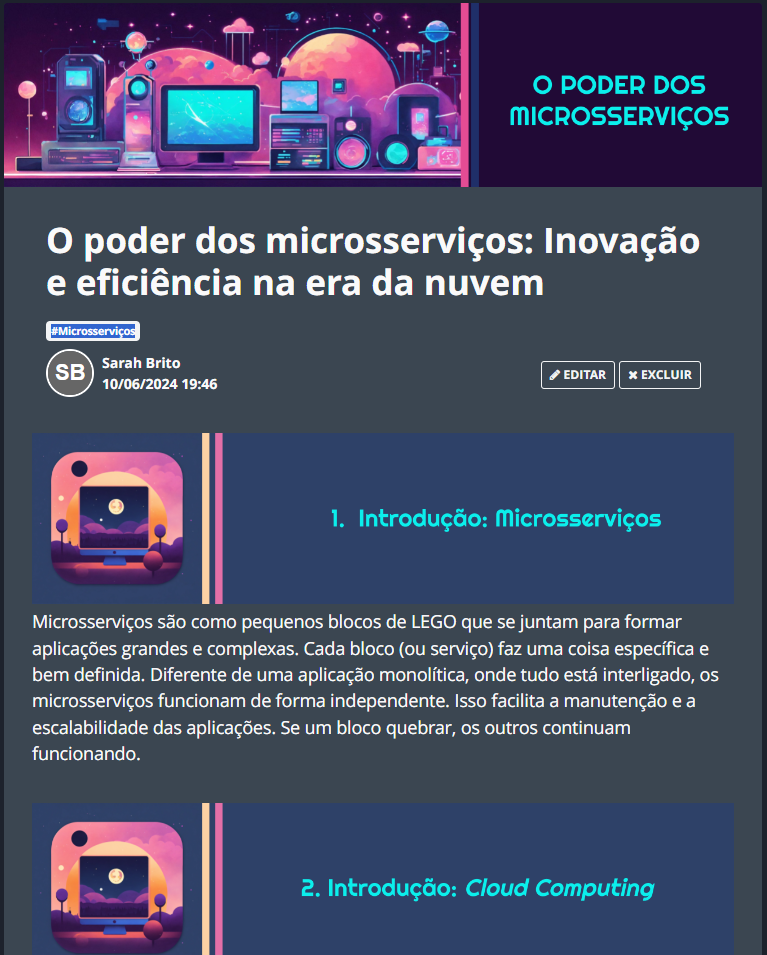 O PODER DOS
MICROSSERVIÇOS
O poder dos microsserviços: Inovação
e eficiência na era da nuvem
#Microsserviços
SB
Sarah Brito
10/06/2024 19:46
EDITAR
EXCLUIR
1. Introdução: Microsserviços
Microsserviços são como pequenos blocos de LEGO que se juntam para formar
aplicações grandes e complexas. Cada bloco (ou serviço) faz uma coisa específica e
bem definida. Diferente de uma aplicação monolítica, onde tudo está interligado, os
microsserviços funcionam de forma independente. Isso facilita a manutenção e a
escalabilidade das aplicações. Se um bloco quebrar, os outros continuam
funcionando.
2. Introdução: Cloud Computing